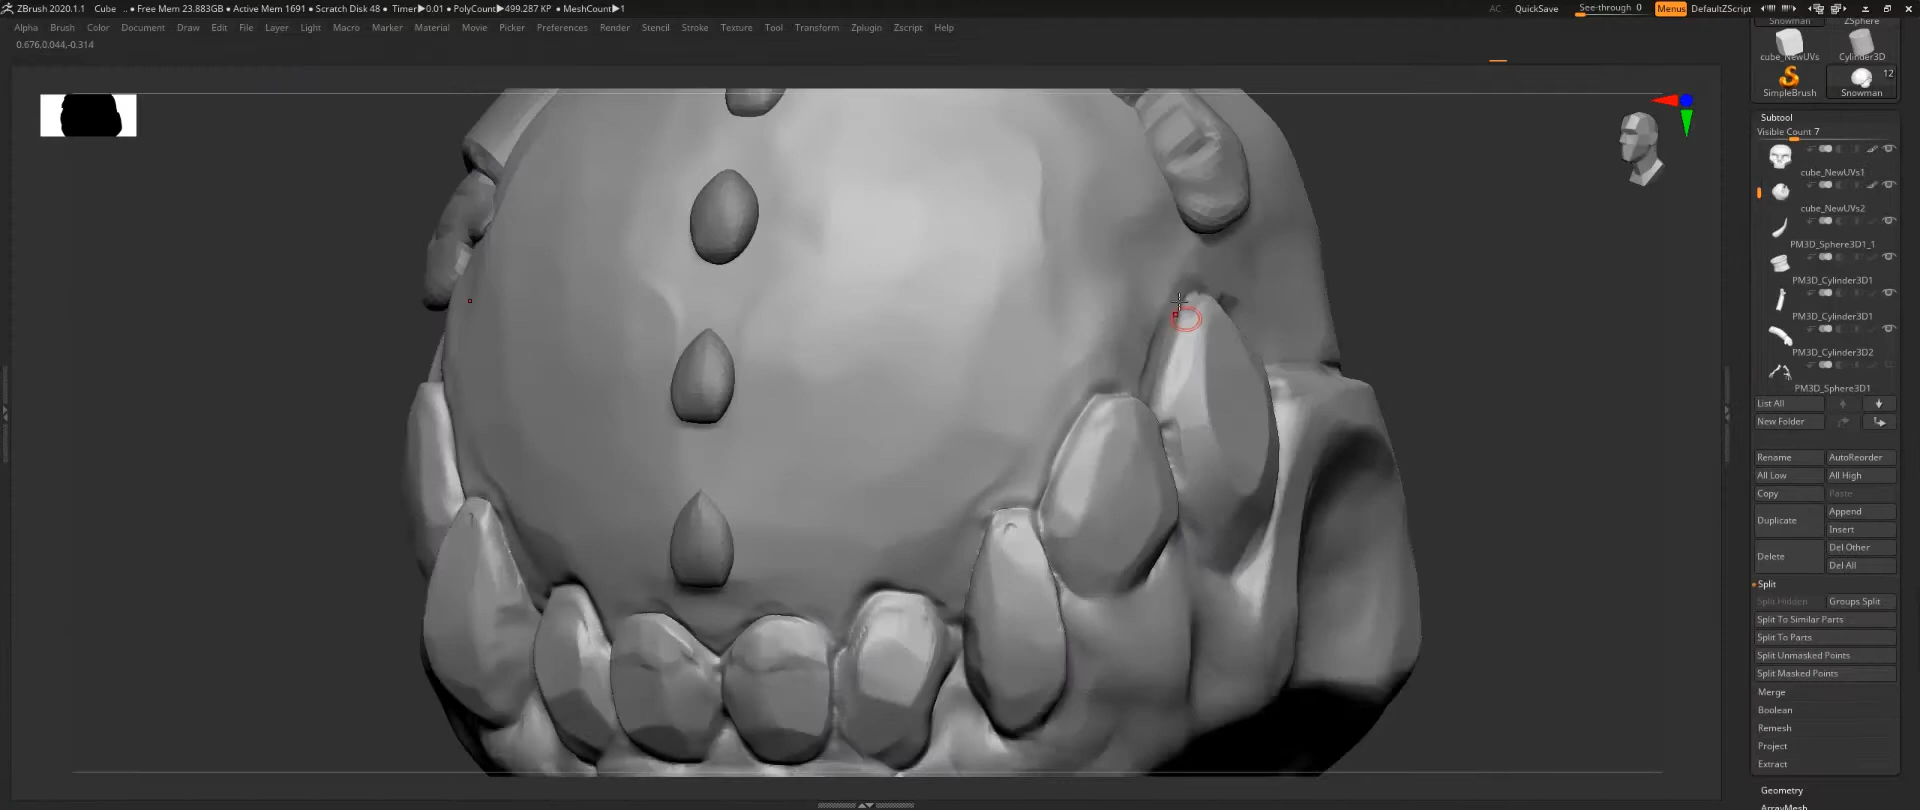 ZBrush 2020.1.1 Cube .. ● Free Mem 23.883GB ● Active Mem 1691 ● Scratch Disk 48 ● Timer▶0.01 ● PolyCount▶499.287 KP ● MeshCount▶1 AC QuickSave See-through 0 Menus DefaultZScript
Alpha Brush Color Document Draw Edit File Layer Light Macro Marker Material Movie Picker Preferences Render Stencil Stroke Texture Tool Transform Zplugin Zscript Help
0.676,0.044,-0.314
Snowman ZSphere
cube_NewUVs Cylinder3D
12
SimpleBrush Snowman
Subtool
Visible Count 7
cube_NewUVs1
cube_NewUVs2
PM3D_Sphere3D1_1
PM3D_Cylinder3D1
PM3D_Cylinder3D1
PM3D_Cylinder3D2
PM3D_Sphere3D1
List All
New Folder
Rename AutoReorder
All Low All High
Copy Paste
Duplicate Append
Insert
Delete Del Other
Del All
Split
Split Hidden Groups Split
Split To Similar Parts
Split To Parts
Split Unmasked Points
Split Masked Points
Merge
Boolean
Remesh
Project
Extract
Geometry
ArrayMesh